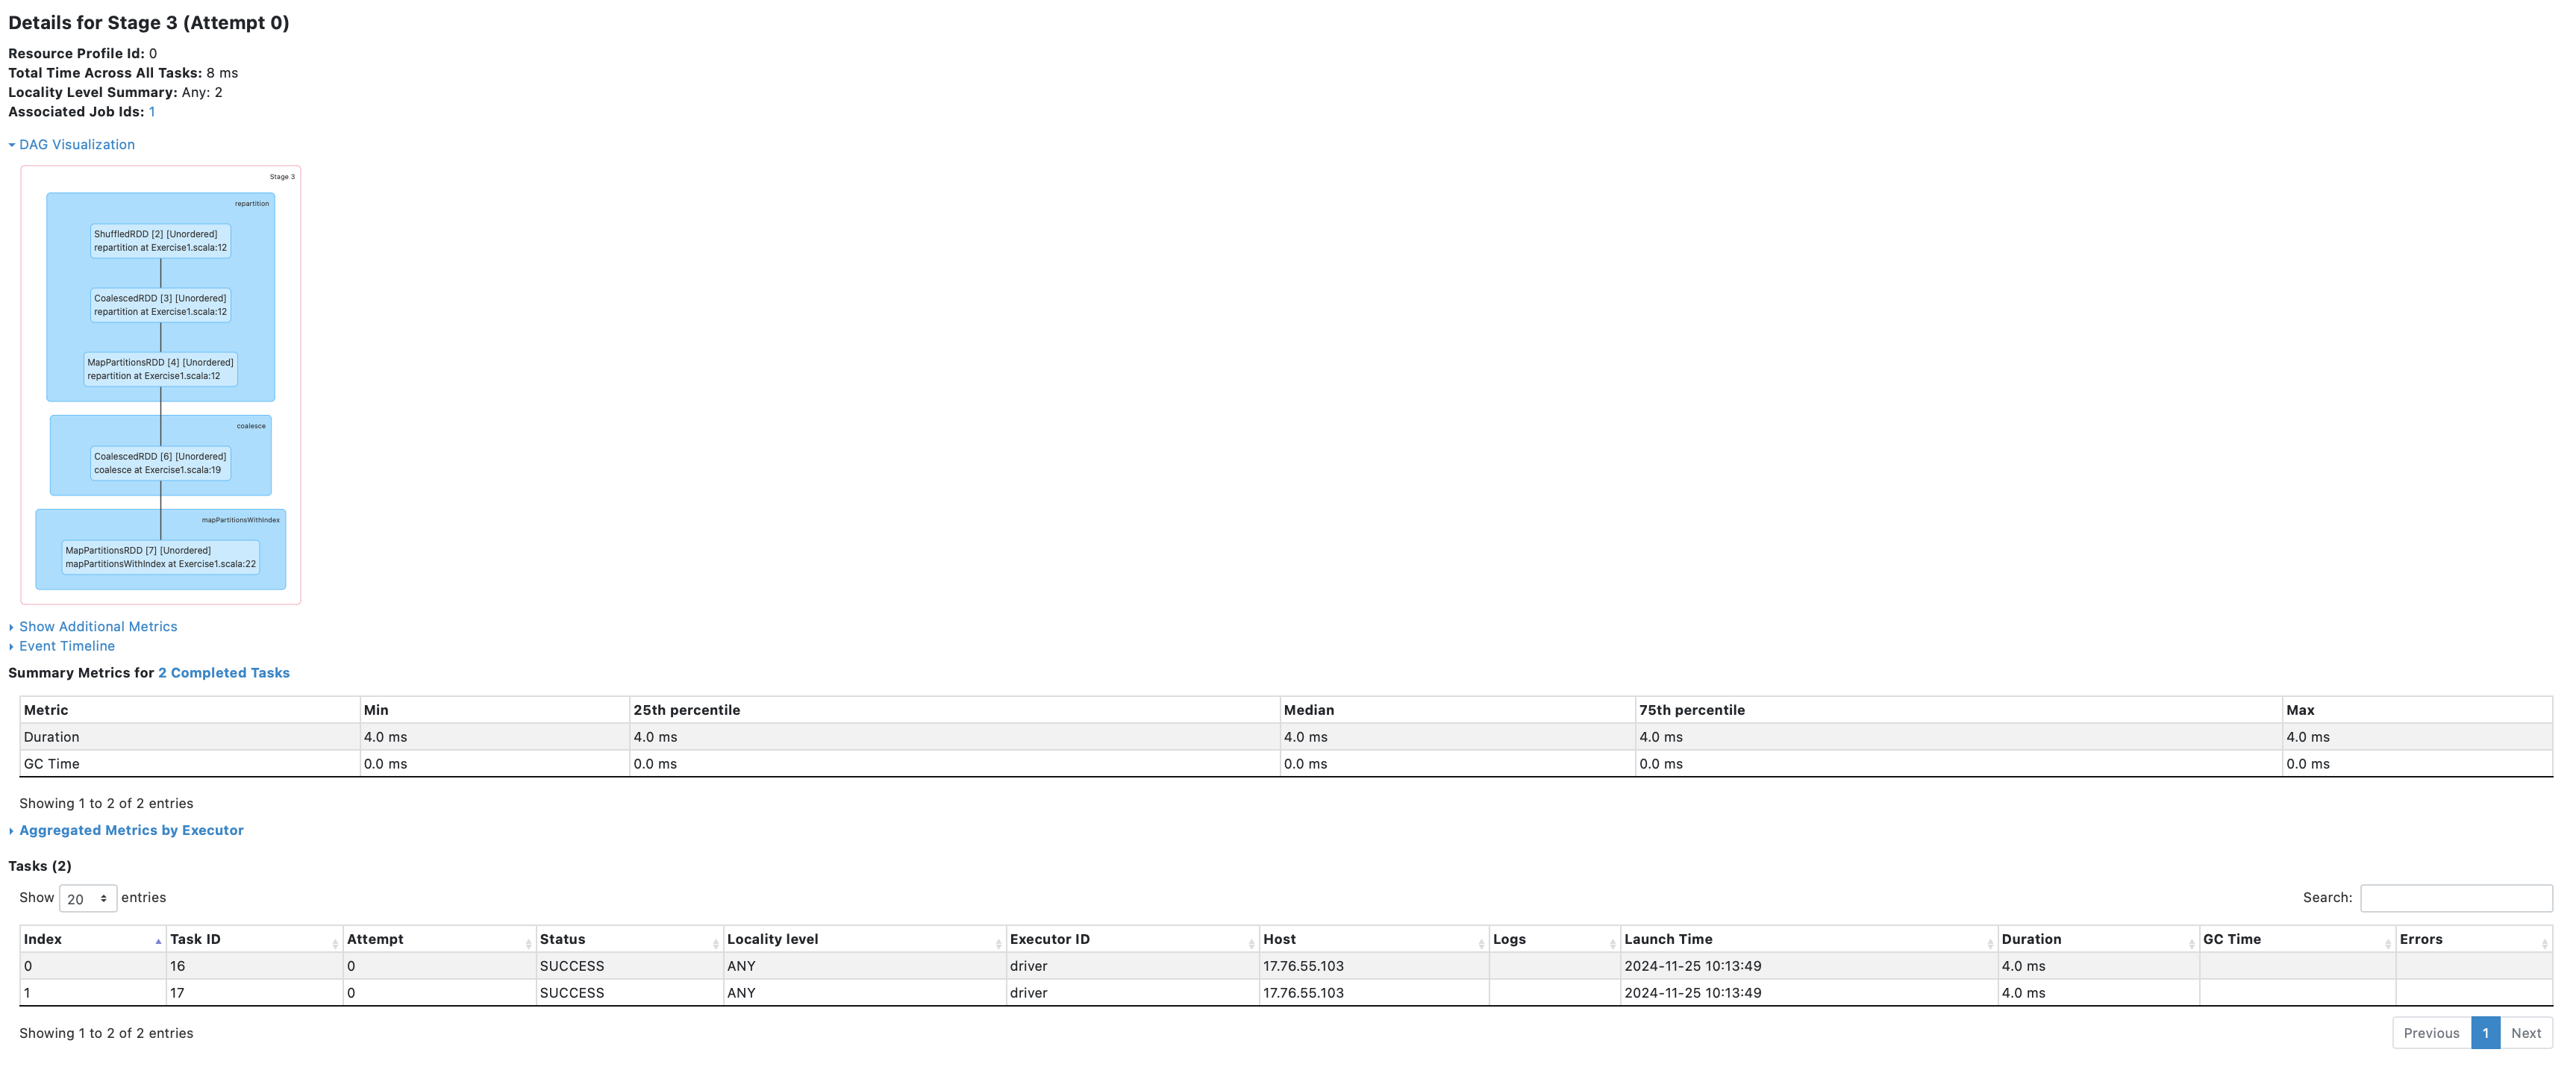 Details for Stage 3 (Attempt 0)
Resource Profile Id: 0
Total Time Across All Tasks: 8 ms
Locality Level Summary: Any: 2
Associated Job Ids: 1
DAG Visualization
Stage 3
repartition
ShuffledRDD [2] [Unordered]
repartition at Exercise1.scala:12
CoalescedRDD [3] [Unordered]
repartition at Exercise1.scala:12
MapPartitionsRDD [4] [Unordered]
repartition at Exercise1.scala:12
coalesce
CoalescedRDD [6] [Unordered]
coalesce at Exercise1.scala:19
mapPartitionsWithIndex
MapPartitionsRDD [7] [Unordered]
mapPartitionsWithIndex at Exercise1.scala:22
Show Additional Metrics
Event Timeline
Summary Metrics for 2 Completed Tasks
Metric Min 25th percentile Median 75th percentile Max
Duration 4.0 ms 4.0 ms 4.0 ms 4.0 ms 4.0 ms
GC Time 0.0 ms 0.0 ms 0.0 ms 0.0 ms 0.0 ms
Showing 1 to 2 of 2 entries
Aggregated Metrics by Executor
Tasks (2)
Show 20 entries Search:
Index Task ID Attempt Status Locality level Executor ID Host Logs Launch Time Duration GC Time Errors
0 16 0 SUCCESS ANY driver 17.76.55.103 2024-11-25 10:13:49 4.0 ms
1 17 0 SUCCESS ANY driver 17.76.55.103 2024-11-25 10:13:49 4.0 ms
Showing 1 to 2 of 2 entries Previous 1 Next